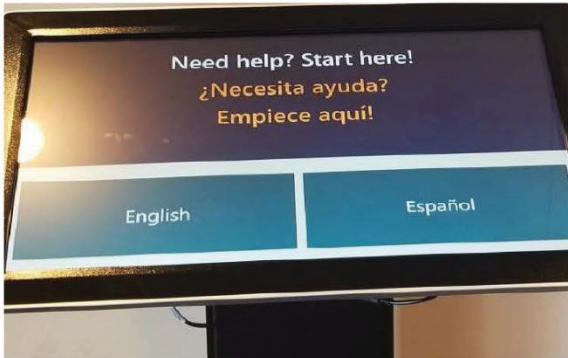 Need help? Start here!
¿Necesita ayuda?
Empiece aquí!
English
Español